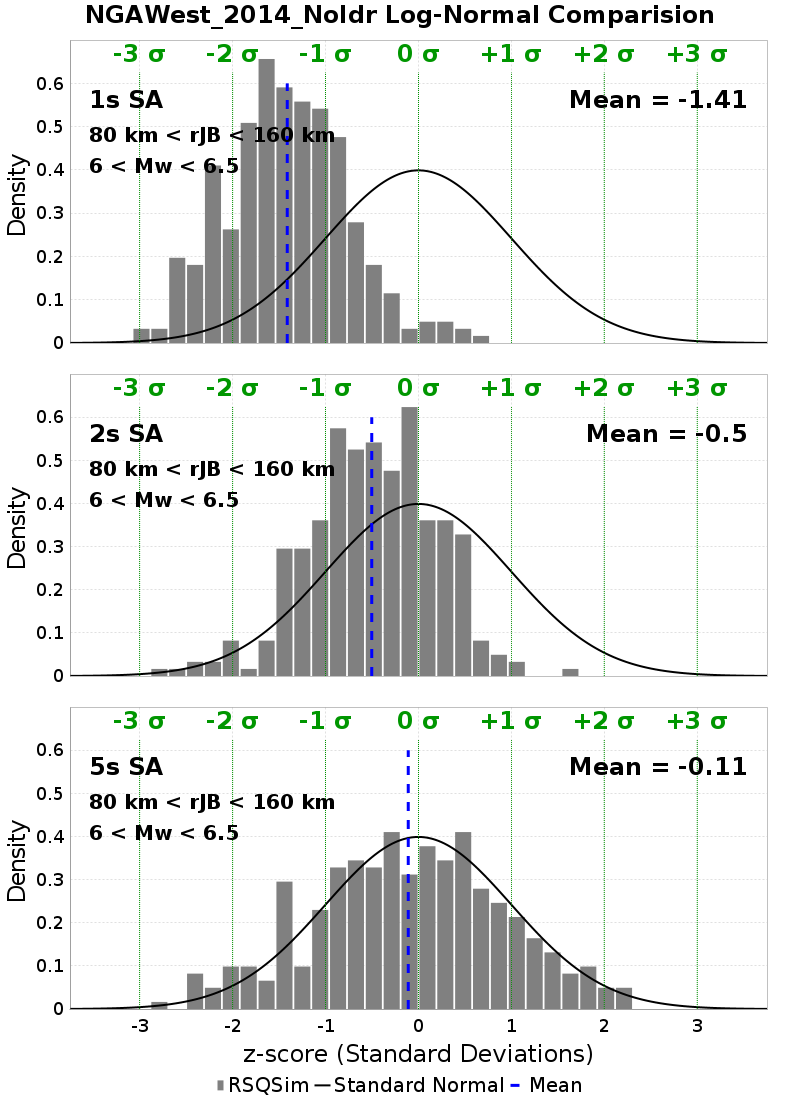 NGAWest_2014_NoIdr Log-Normal Comparision
-3 σ -2 σ -1 σ 0 σ +1 σ +2 σ +3 σ
1s SA Mean = -1.41
80 km < rJB < 160 km
6 < Mw < 6.5
Density
0.6
0.5
0.4
0.3
0.2
0.1
0
-3 σ -2 σ -1 σ 0 σ +1 σ +2 σ +3 σ
2s SA Mean = -0.5
80 km < rJB < 160 km
6 < Mw < 6.5
Density
0.6
0.5
0.4
0.3
0.2
0.1
0
-3 σ -2 σ -1 σ 0 σ +1 σ +2 σ +3 σ
5s SA Mean = -0.11
80 km < rJB < 160 km
6 < Mw < 6.5
Density
0.6
0.5
0.4
0.3
0.2
0.1
0
-3 -2 -1 0 1 2 3
z-score (Standard Deviations)
RSQSim Standard Normal Mean